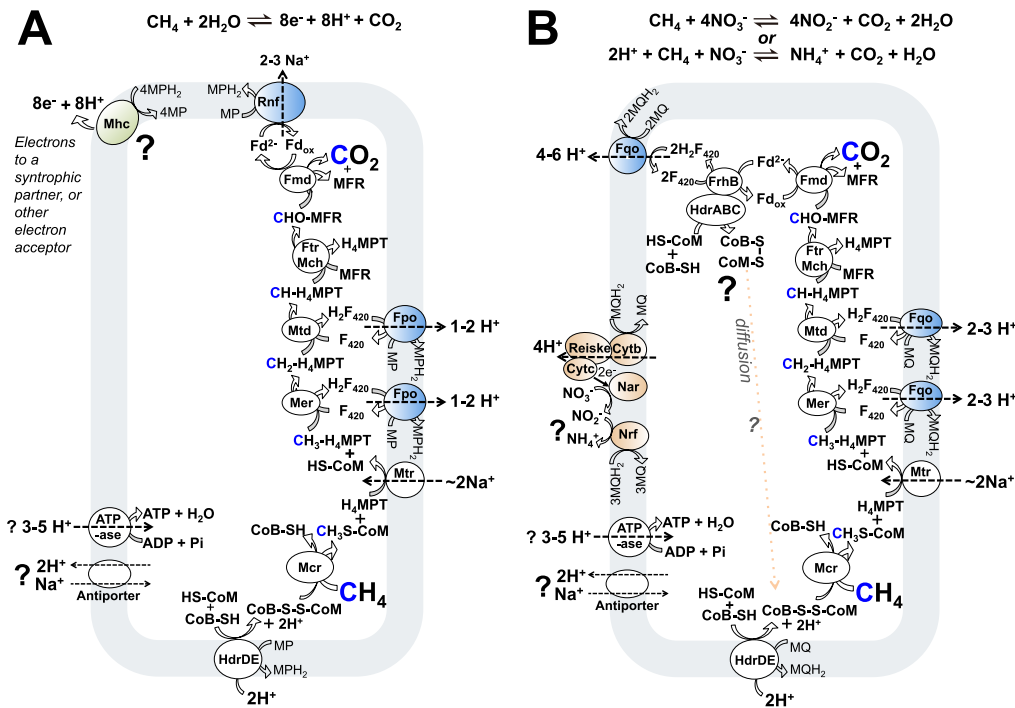 A
CH₄ + 2H₂O ⇌ 8e⁻ + 8H⁺ + CO₂
2-3 Na⁺
MPH₂
MP
Rnf
4MPH₂
4MP
8e⁻ + 8H⁺
Mhc
?
Electrons
to a
syntrophic
partner, or
other
electron
acceptor
Fd²⁻
Fdox
CO₂
+
MFR
Fmd
CHO-MFR
Ftr
Mch
H₄MPT
MFR
CH-H₄MPT
Mtd
H₂F₄₂₀
F₄₂₀
Fpo
MP
MPH₂
1-2 H⁺
CH₂-H₄MPT
Mer
H₂F₄₂₀
F₄₂₀
Fpo
MP
MPH₂
1-2 H⁺
CH₃-H₄MPT
+
HS-CoM
Mtr
~2Na⁺
H₄MPT
+
CH₃S-CoM
CoB-SH
Mcr
CH₄
? 3-5 H⁺
ATP
-ase
ATP + H₂O
ADP + Pi
?
2H⁺
Na⁺
Antiporter
HS-CoM
+
CoB-SH
CoB-S-S-CoM
+ 2H⁺
HdrDE
MP
MPH₂
2H⁺
B
CH₄ + 4NO₃⁻ ⇌ 4NO₂⁻ + CO₂ + 2H₂O
or
2H⁺ + CH₄ + NO₃⁻ ⇌ NH₄⁺ + CO₂ + H₂O
2MQH₂
2MQ
4-6 H⁺
Fqo
2H₂F₄₂₀
2F₄₂₀
FrhB
HdrABC
Fd²⁻
Fdox
Fmd
CO₂
+
MFR
CHO-MFR
HS-CoM
+
CoB-SH
CoB-S
CoM-S
?
Ftr
Mch
H₄MPT
MFR
CH-H₄MPT
diffusion
?
MQH₂
MQ
4H⁺
Reiske
Cytb
Cytc
2e⁻
NO₃⁻
Nar
NO₂⁻
?
NH₄⁺
Nrf
3MQH₂
3MQ
Mtd
H₂F₄₂₀
F₄₂₀
Fqo
MQ
MQH₂
2-3 H⁺
CH₂-H₄MPT
Mer
H₂F₄₂₀
F₄₂₀
Fqo
MQ
MQH₂
2-3 H⁺
CH₃-H₄MPT
+
HS-CoM
Mtr
~2Na⁺
H₄MPT
+
CH₃S-CoM
CoB-SH
Mcr
CH₄
? 3-5 H⁺
ATP
-ase
ATP + H₂O
ADP + Pi
?
2H⁺
Na⁺
Antiporter
HS-CoM
+
CoB-SH
CoB-S-S-CoM
+ 2H⁺
HdrDE
MQ
MQH₂
2H⁺